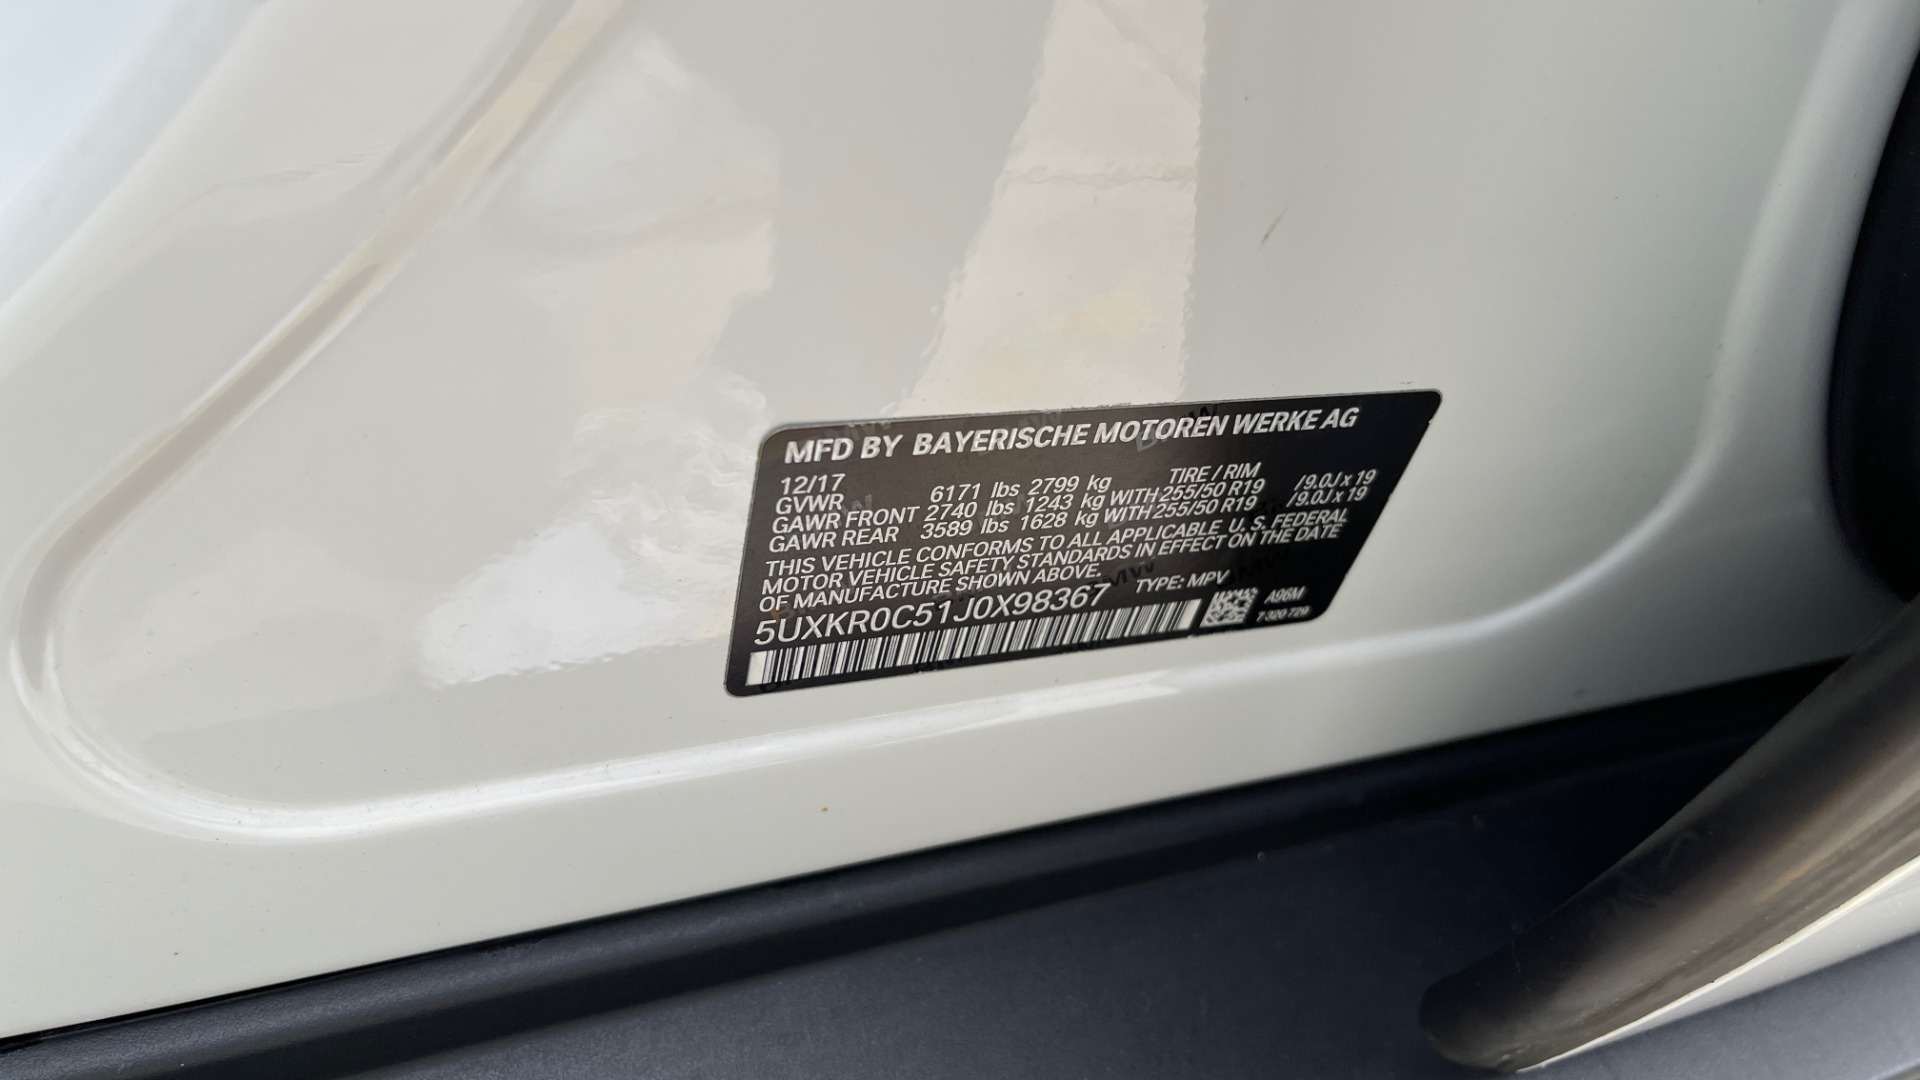 MFD BY BAYERISCHE MOTOREN WERKE AG
12/17 TIRE / RIM
GVWR 6171 lbs 2799 kg
GAWR FRONT 2740 lbs 1243 kg WITH 255/50 R19 /9.0J x 19
GAWR REAR 3589 lbs 1628 kg WITH 255/50 R19 /9.0J x 19
THIS VEHICLE CONFORMS TO ALL APPLICABLE U. S. FEDERAL
MOTOR VEHICLE SAFETY STANDARDS IN EFFECT ON THE DATE
OF MANUFACTURE SHOWN ABOVE.
5UXKR0C51J0X98367 TYPE: MPV
A96M
7 320 729